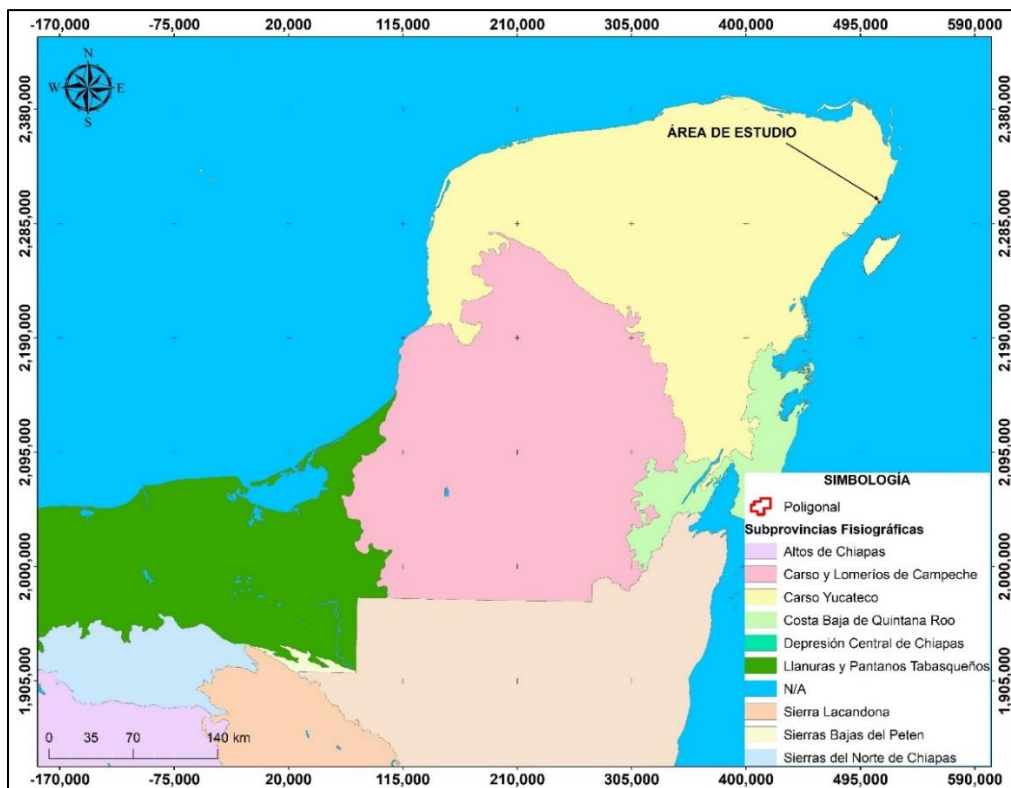 -170,000 -75,000 20,000 115,000 210,000 305,000 400,000 495,000 590,000
N
W E
S
2,380,000 2,380,000
ÁREA DE ESTUDIO
2,285,000 2,285,000
2,190,000 2,190,000
2,095,000 2,095,000
SIMBOLOGÍA
Poligonal
Subprovincias Fisiográficas
Altos de Chiapas
2,000,000 2,000,000
Carso y Lomeríos de Campeche
Carso Yucateco
Costa Baja de Quintana Roo
Depresión Central de Chiapas
Llanuras y Pantanos Tabasqueños
1,905,000 1,905,000
N/A
Sierra Lacandona
Sierras Bajas del Peten
Sierras del Norte de Chiapas
0 35 70 140 km
-170,000 -75,000 20,000 115,000 210,000 305,000 400,000 495,000 590,000